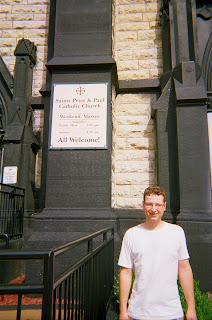 Saints Peter & Paul
Catholic Church
Weekend Masses
All Welcome!